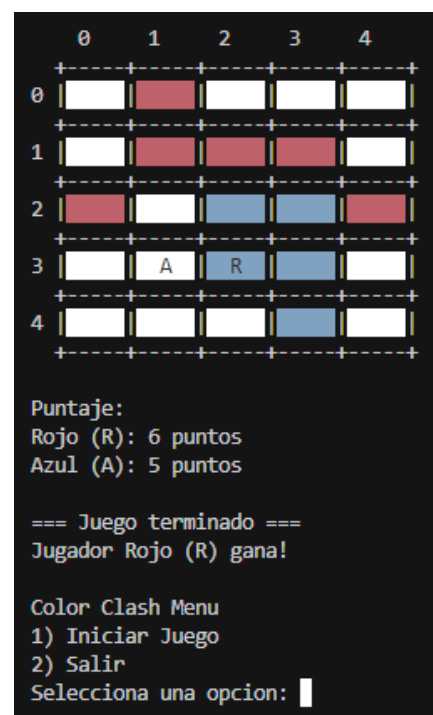 0 1 2 3 4
+-----+-----+-----+-----+-----+
0 | | | | | |
+-----+-----+-----+-----+-----+
1 | | | | | |
+-----+-----+-----+-----+-----+
2 | | | | | |
+-----+-----+-----+-----+-----+
3 | | A | R | | |
+-----+-----+-----+-----+-----+
4 | | | | | |
+-----+-----+-----+-----+-----+
Puntaje:
Rojo (R): 6 puntos
Azul (A): 5 puntos
=== Juego terminado ===
Jugador Rojo (R) gana!
Color Clash Menu
1) Iniciar Juego
2) Salir
Selecciona una opcion: